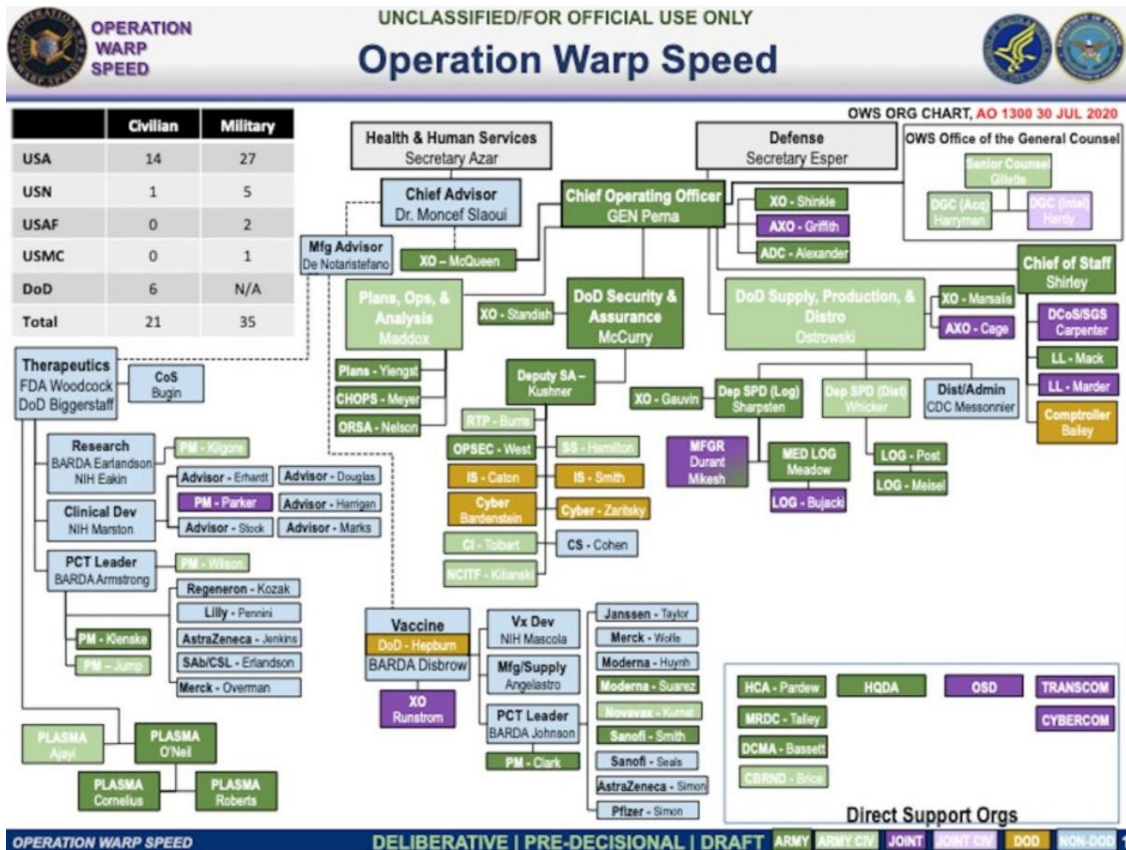 UNCLASSIFIED/FOR OFFICIAL USE ONLY
OPERATION
WARP
SPEED
Operation Warp Speed
OWS ORG CHART, AO 1300 30 JUL 2020
Civilian Military
USA 14 27
USN 1 5
USAF 0 2
USMC 0 1
DoD 6 N/A
Total 21 35
Health & Human Services
Secretary Azar
Defense
Secretary Esper
OWS Office of the General Counsel
Senior Counsel
Gillette
DGC (Acq)
Harryman
DGC (Intel)
Hardy
Chief Advisor
Dr. Moncef Slaoui
Chief Operating Officer
GEN Perna
XO - Shinkle
AXO - Griffith
ADC - Alexander
Mfg Advisor
De Notaristefano
XO – McQueen
Chief of Staff
Shirley
Plans, Ops, &
Analysis
Maddox
XO - Standish
DoD Security &
Assurance
McCurry
DoD Supply, Production, &
Distro
Ostrowski
XO - Marsalis
AXO - Cage
DCoS/SGS
Carpenter
LL - Mack
LL - Marder
Comptroller
Bailey
Therapeutics
FDA Woodcock
DoD Biggerstaff
CoS
Bugin
Plans - Yiengst
CHOPS - Meyer
ORSA - Nelson
Deputy SA –
Kushner
XO - Gauvin
Dep SPD (Log)
Sharpsten
Dep SPD (Dist)
Whicker
Dist/Admin
CDC Messonnier
RTP - Burris
OPSEC - West
SS - Hamilton
IS - Caton
IS - Smith
Cyber
Bardenstein
Cyber - Zaritsky
CI - Tolbart
CS - Cohen
NCITF - Kilianski
MFGR
Durant
Mikesh
MED LOG
Meadow
LOG - Bujacki
LOG - Post
LOG - Meisel
Research
BARDA Earlandson
NIH Eakin
PM - Kilgore
Clinical Dev
NIH Marston
Advisor - Erhardt
Advisor - Douglas
PM - Parker
Advisor - Harrigan
Advisor - Stock
Advisor - Marks
PCT Leader
BARDA Armstrong
PM - Wilson
Regeneron - Kozak
Lilly - Pennini
AstraZeneca - Jenkins
SAb/CSL - Erlandson
Merck - Overman
PM - Klenske
PM – Jump
PLASMA
Ajayi
PLASMA
O'Neil
PLASMA
Cornelius
PLASMA
Roberts
Vaccine
DoD - Hepburn
BARDA Disbrow
XO
Runstrom
Vx Dev
NIH Mascola
Mfg/Supply
Angelastro
PCT Leader
BARDA Johnson
PM - Clark
Janssen - Taylor
Merck - Wolfe
Moderna - Huynh
Moderna - Suarez
Novavax - Kumat
Sanofi - Smith
Sanofi - Seals
AstraZeneca - Simon
Pfizer - Simon
HCA - Pardew
HQDA
OSD
TRANSCOM
MRDC - Talley
CYBERCOM
DCMA - Bassett
CBRND - Brice
Direct Support Orgs
OPERATION WARP SPEED
DELIBERATIVE | PRE-DECISIONAL | DRAFT
ARMY ARMY CIV JOINT JOINT CIV DOD NON-DOD 1